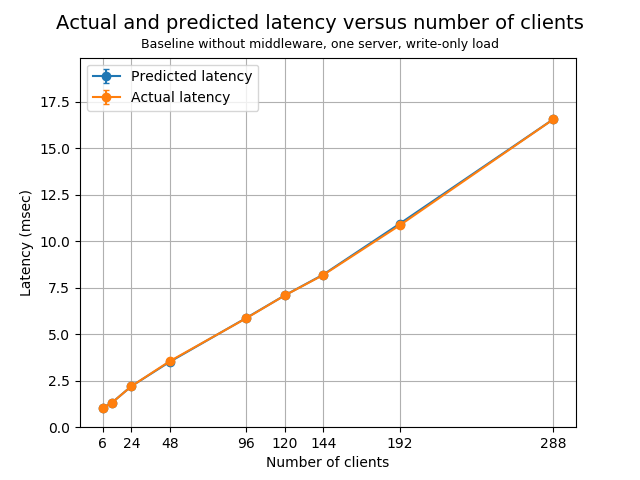 Actual and predicted latency versus number of clients
Baseline without middleware, one server, write-only load
Predicted latency
Actual latency
Latency (msec)
17.5
15.0
12.5
10.0
7.5
5.0
2.5
0.0
6 24 48 96 120 144 192 288
Number of clients